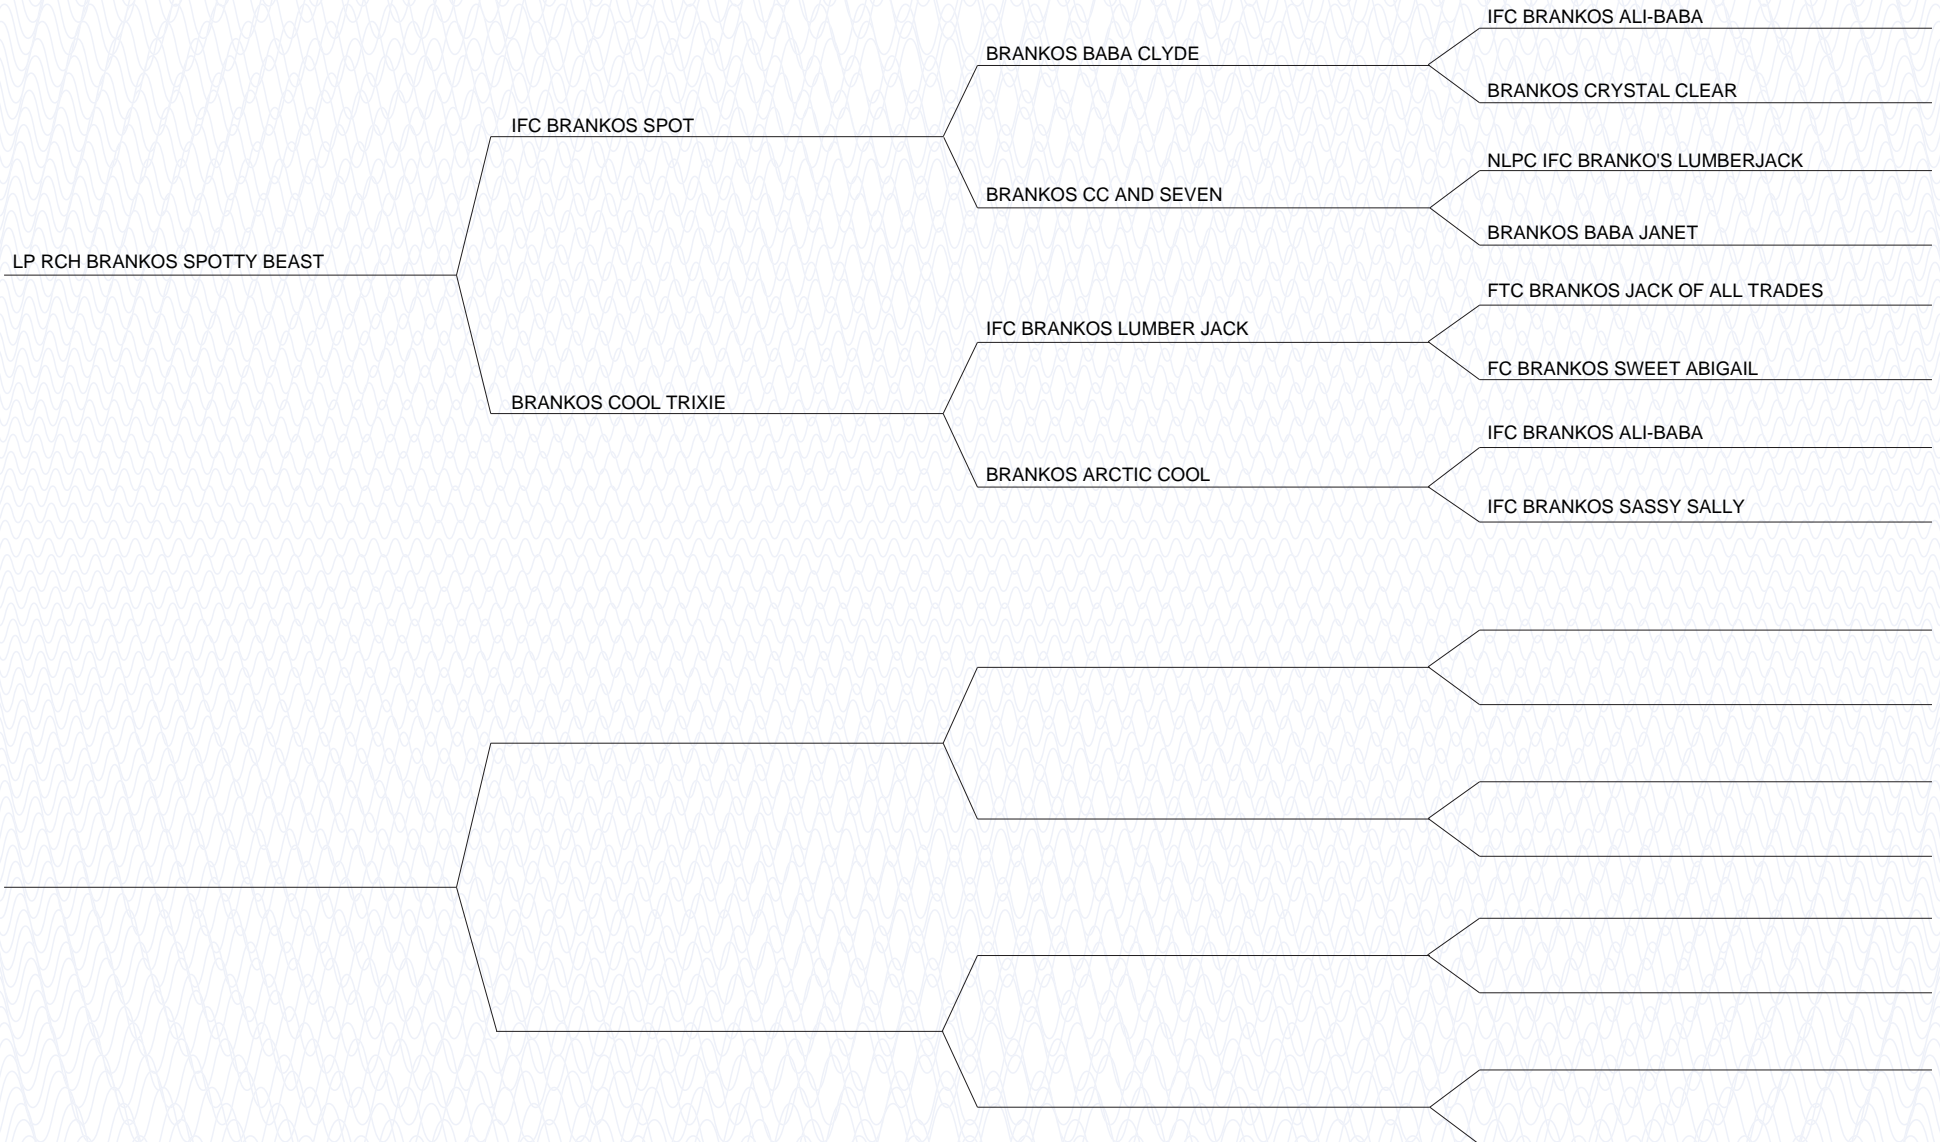 IFC BRANKOS ALI-BABA
BRANKOS BABA CLYDE
BRANKOS CRYSTAL CLEAR
IFC BRANKOS SPOT
NLPC IFC BRANKO'S LUMBERJACK
BRANKOS CC AND SEVEN
BRANKOS BABA JANET
LP RCH BRANKOS SPOTTY BEAST
FTC BRANKOS JACK OF ALL TRADES
IFC BRANKOS LUMBER JACK
FC BRANKOS SWEET ABIGAIL
BRANKOS COOL TRIXIE
IFC BRANKOS ALI-BABA
BRANKOS ARCTIC COOL
IFC BRANKOS SASSY SALLY